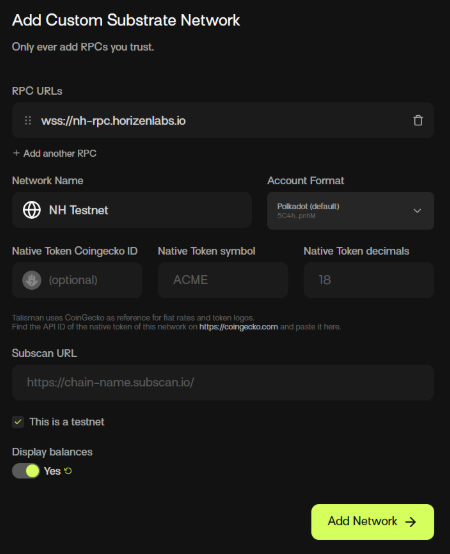 Add Custom Substrate Network
Only ever add RPCs you trust.
RPC URLs
wss://nh-rpc.horizenlabs.io
+ Add another RPC
Network Name
Account Format
NH Testnet
Polkadot (default)
5C4h...pnhM
Native Token Coingecko ID
Native Token symbol
Native Token decimals
(optional)
ACME
18
Talisman uses CoinGecko as reference for fiat rates and token logos.
Find the API ID of the native token of this network on https://coingecko.com and paste it here.
Subscan URL
https://chain-name.subscan.io/
This is a testnet
Display balances
Yes
Add Network